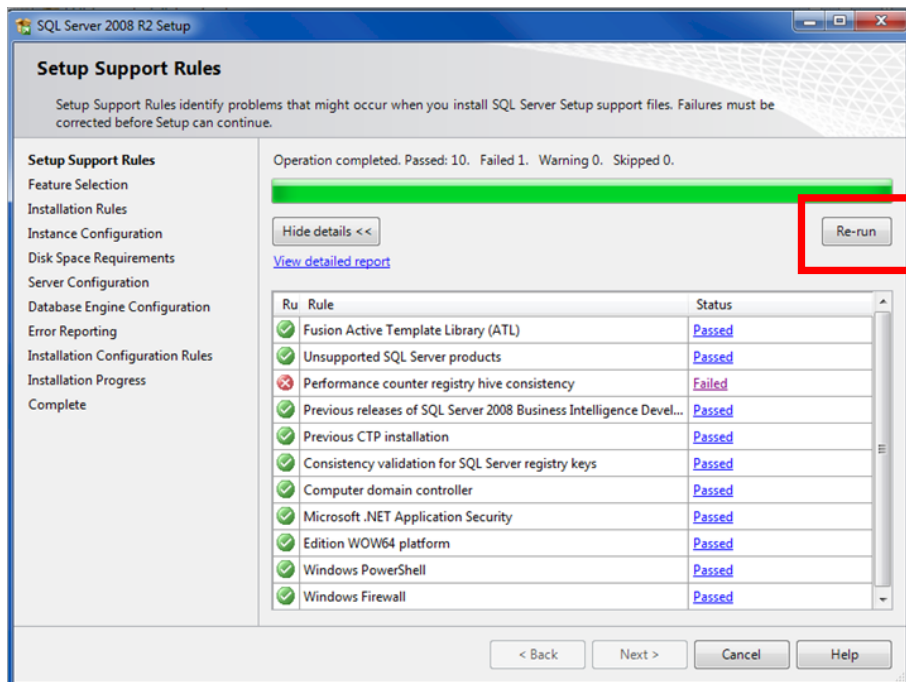 SQL Server 2008 R2 Setup
Setup Support Rules
Setup Support Rules identify problems that might occur when you install SQL Server Setup support files. Failures must be
corrected before Setup can continue.
Setup Support Rules
Feature Selection
Installation Rules
Instance Configuration
Disk Space Requirements
Server Configuration
Database Engine Configuration
Error Reporting
Installation Configuration Rules
Installation Progress
Complete
Operation completed. Passed: 10. Failed 1. Warning 0. Skipped 0.
Hide details <<
Re-run
View detailed report
Ru Rule Status
Fusion Active Template Library (ATL) Passed
Unsupported SQL Server products Passed
Performance counter registry hive consistency Failed
Previous releases of SQL Server 2008 Business Intelligence Devel... Passed
Previous CTP installation Passed
Consistency validation for SQL Server registry keys Passed
Computer domain controller Passed
Microsoft .NET Application Security Passed
Edition WOW64 platform Passed
Windows PowerShell Passed
Windows Firewall Passed
< Back Next > Cancel Help